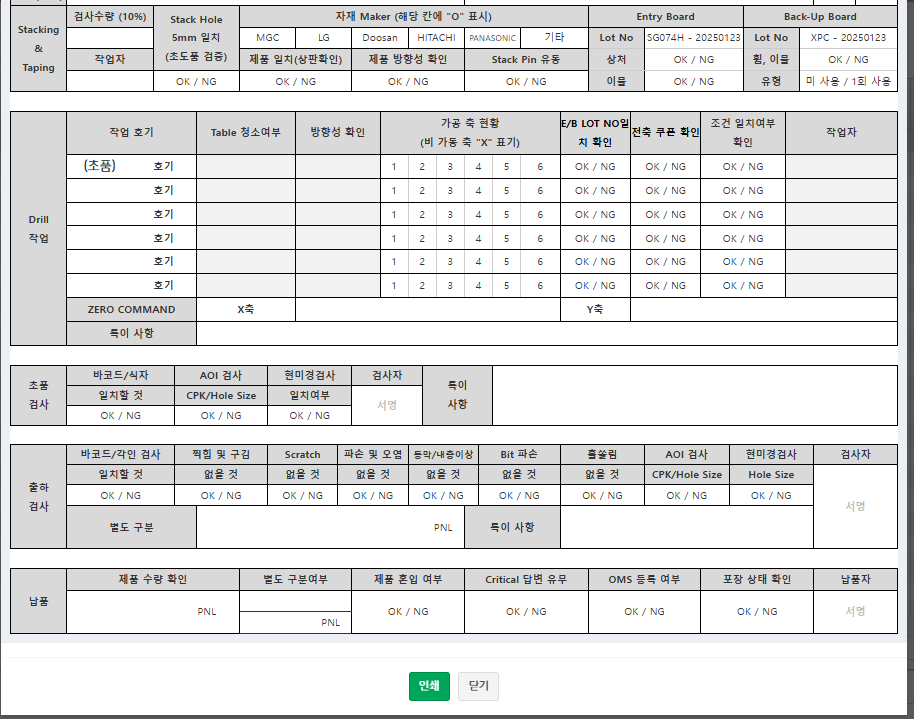 Stacking
&
Taping
검사수량 (10%)
작업자
Stack Hole
5mm 일치
(초도품 검증)
OK / NG
자재 Maker (해당 칸에 "O" 표시)
MGC LG Doosan HITACHI PANASONIC 기타
제품 일치(상판확인) 제품 방향성 확인 Stack Pin 유동
OK / NG OK / NG OK / NG
Entry Board Back-Up Board
Lot No SG074H - 20250123 Lot No XPC - 20250123
상처 OK / NG 휨, 이물 OK / NG
이물 OK / NG 유형 미 사용 / 1회 사용
Drill
작업
작업 호기 Table 청소여부 방향성 확인
가공 축 현황
(비 가동 축 "X" 표기)
E/B LOT NO일
치 확인
전축 쿠폰 확인
조건 일치여부
확인
작업자
(초품) 호기 1 2 3 4 5 6 OK / NG OK / NG OK / NG
호기 1 2 3 4 5 6 OK / NG OK / NG OK / NG
호기 1 2 3 4 5 6 OK / NG OK / NG OK / NG
호기 1 2 3 4 5 6 OK / NG OK / NG OK / NG
호기 1 2 3 4 5 6 OK / NG OK / NG OK / NG
호기 1 2 3 4 5 6 OK / NG OK / NG OK / NG
ZERO COMMAND X축 Y축
특이 사항
초품
검사
바코드/식자 AOI 검사 현미경검사 검사자
일치할 것 CPK/Hole Size 일치여부
OK / NG OK / NG OK / NG
서명
특이
사항
출하
검사
바코드/각인 검사 찍힘 및 구김 Scratch 파손 및 오염 동막/내층이상 Bit 파손 홀쏠림 AOI 검사 현미경검사 검사자
일치할 것 없을 것 없을 것 없을 것 없을 것 없을 것 없을 것 CPK/Hole Size Hole Size
OK / NG OK / NG OK / NG OK / NG OK / NG OK / NG OK / NG OK / NG OK / NG
서명
별도 구분 PNL 특이 사항
납품
제품 수량 확인 별도 구분여부 제품 혼입 여부 Critical 답변 유무 OMS 등록 여부 포장 상태 확인 납품자
PNL OK / NG OK / NG OK / NG OK / NG 서명
PNL
인쇄 닫기